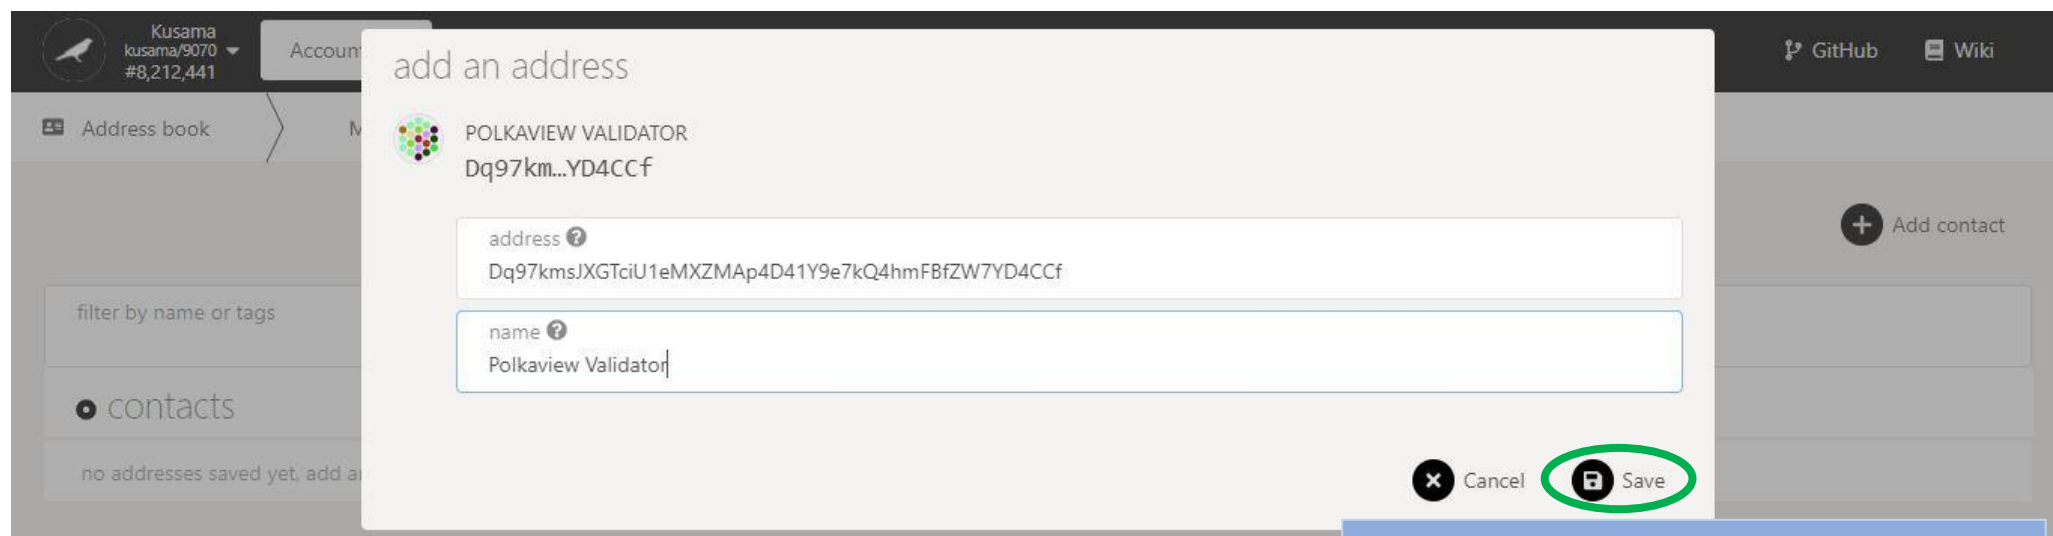 Kusama
kusama/9070
#8,212,441
Accoun
GitHub
Wiki
add an address
Address book
M
POLKAVIEW VALIDATOR
Dq97km...YD4CCf
Add contact
address
Dq97kmsJXGTciU1eMXZMAp4D41Y9e7kQ4hmFBfZW7YD4CCf
filter by name or tags
name
Polkaview Validator
contacts
no addresses saved yet, add a
Cancel
Save